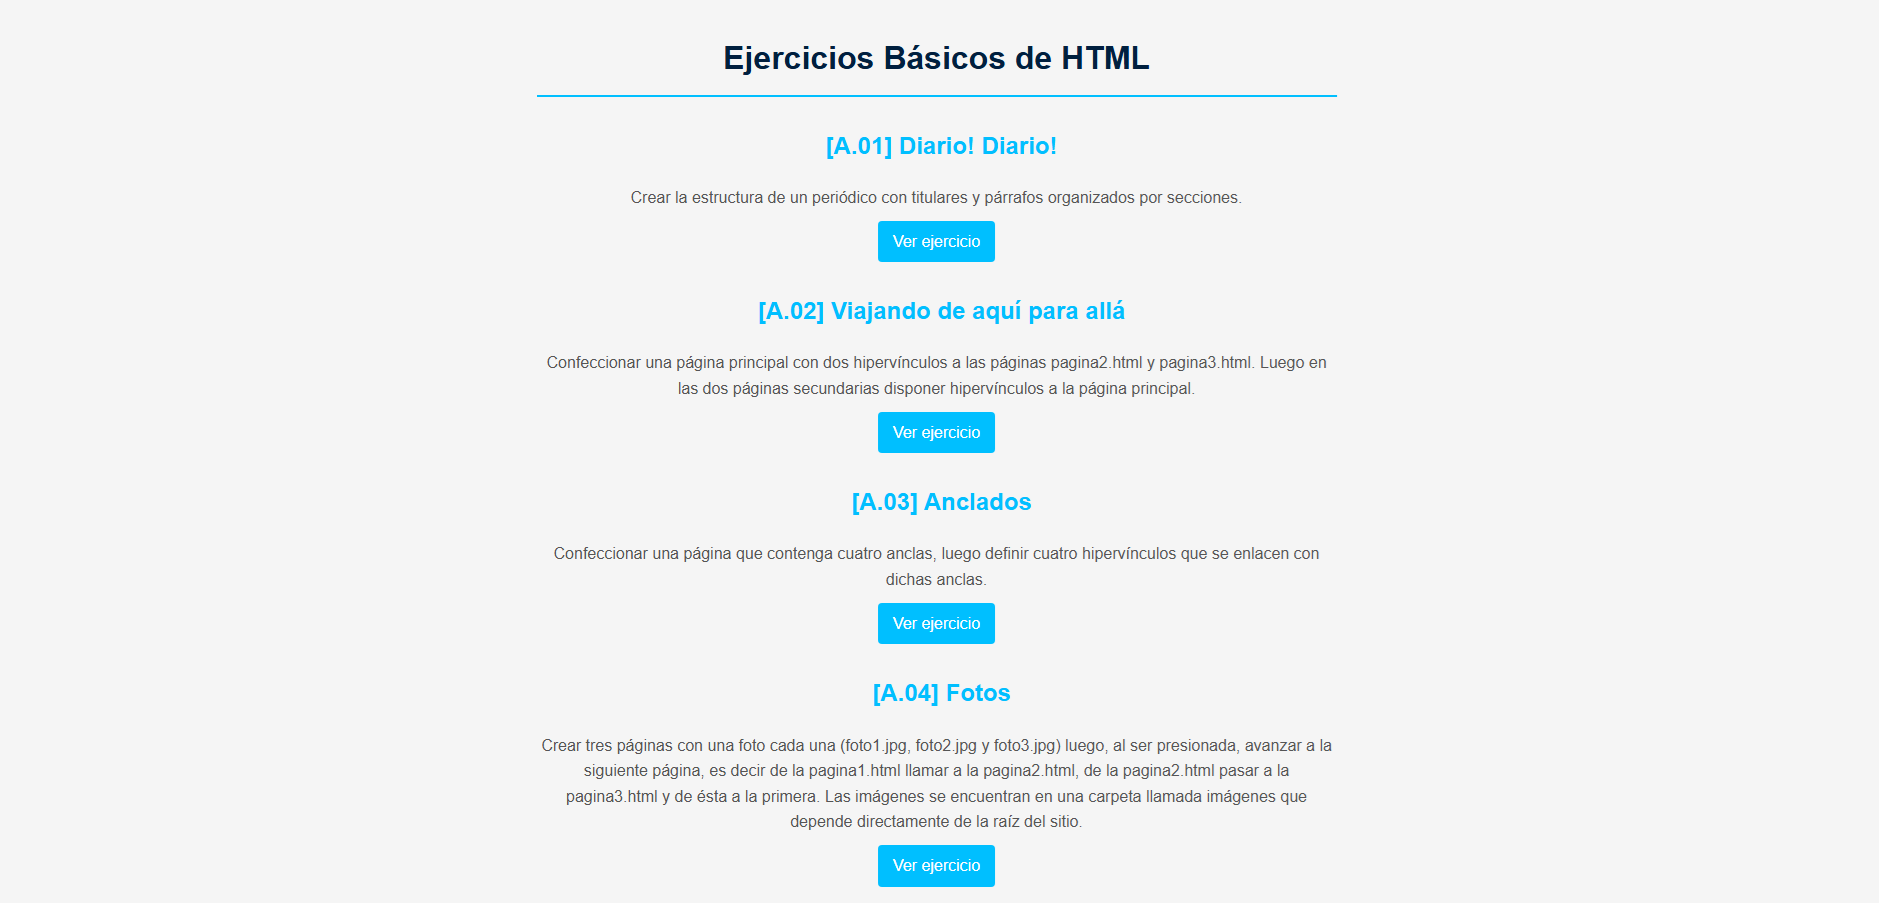 Ejercicios Básicos de HTML
[A.01] Diario! Diario!
Crear la estructura de un periódico con titulares y párrafos organizados por secciones.
Ver ejercicio
[A.02] Viajando de aquí para allá
Confeccionar una página principal con dos hipervínculos a las páginas pagina2.html y pagina3.html. Luego en
las dos páginas secundarias disponer hipervínculos a la página principal.
Ver ejercicio
[A.03] Anclados
Confeccionar una página que contenga cuatro anclas, luego definir cuatro hipervínculos que se enlacen con
dichas anclas.
Ver ejercicio
[A.04] Fotos
Crear tres páginas con una foto cada una (foto1.jpg, foto2.jpg y foto3.jpg) luego, al ser presionada, avanzar a la
siguiente página, es decir de la pagina1.html llamar a la pagina2.html, de la pagina2.html pasar a la
pagina3.html y de ésta a la primera. Las imágenes se encuentran en una carpeta llamada imágenes que
depende directamente de la raíz del sitio.
Ver ejercicio